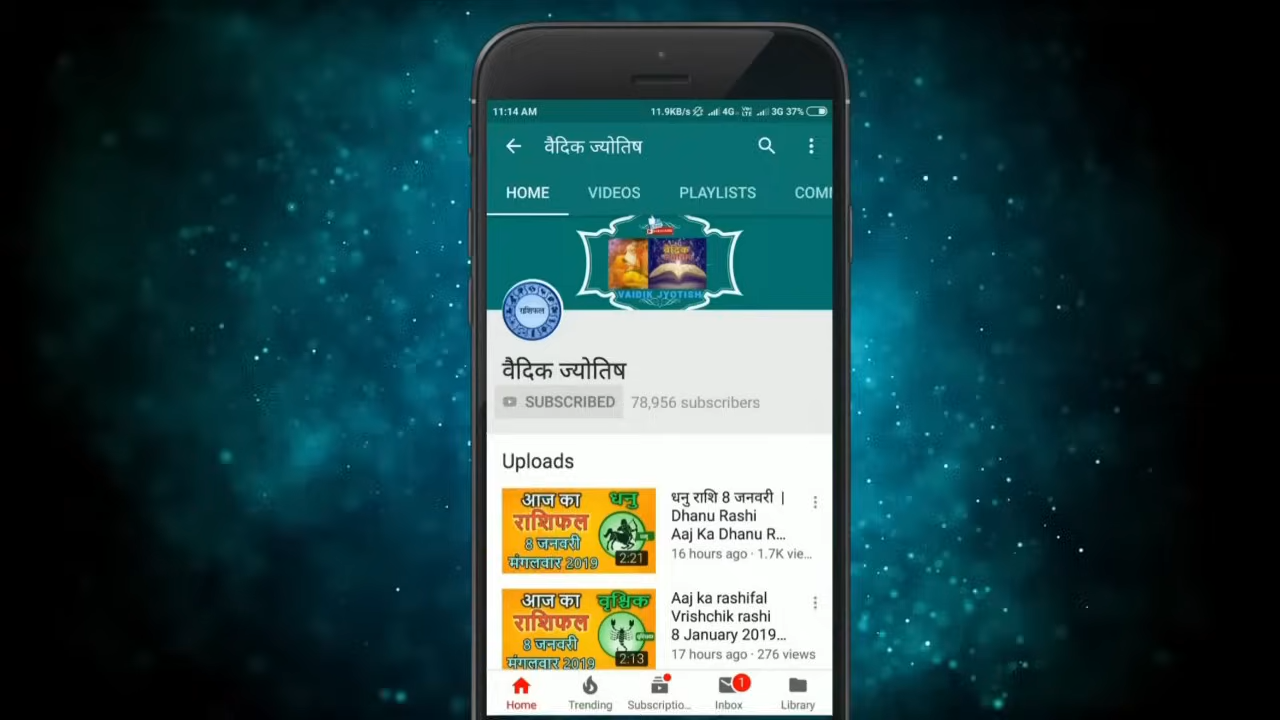 11:14 AM
11.9KB/s 4G VoLTE 3G 37%
वैदिक ज्योतिष
HOME VIDEOS PLAYLISTS COMM
वैदिक
VAIDIK JYOTISH
राशिफल
वैदिक ज्योतिष
SUBSCRIBED 78,956 subscribers
Uploads
आज का धनु
राशिफल
8 जनवरी
मंगलवार 2019
2:21
धनु राशि 8 जनवरी |
Dhanu Rashi
Aaj Ka Dhanu R...
16 hours ago · 1.7K vie...
आज का वृश्चिक
राशिफल
8 जनवरी
मंगलवार 2019
2:13
Aaj ka rashifal
Vrishchik rashi
8 January 2019...
17 hours ago · 276 views
1
Home Trending Subscriptio... Inbox Library